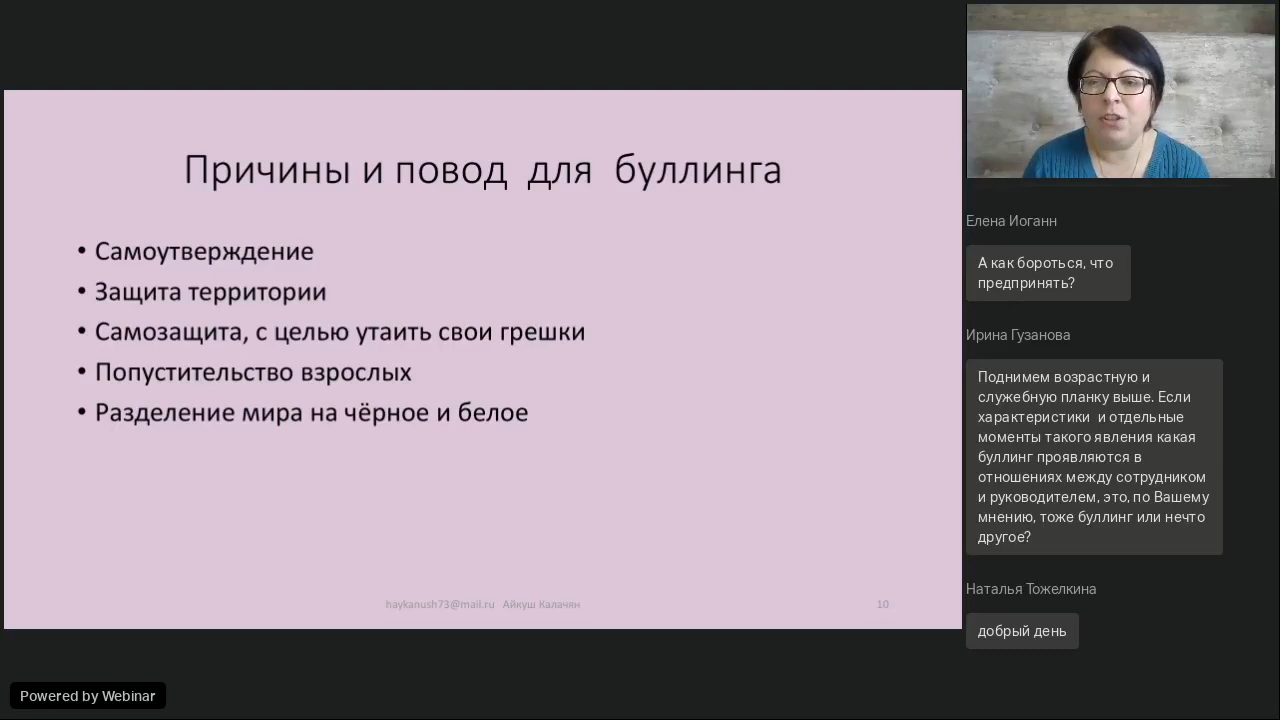 Причины и повод для буллинга
• Самоутверждение
• Защита территории
• Самозащита, с целью утаить свои грешки
• Попустительство взрослых
• Разделение мира на чёрное и белое
haykanush73@mail.ru Айкуш Калачян
10
Елена Иоганн
А как бороться, что
предпринять?
Ирина Гузанова
Поднимем возрастную и
служебную планку выше. Если
характеристики и отдельные
моменты такого явления какая
буллинг проявляются в
отношениях между сотрудником
и руководителем, это, по Вашему
мнению, тоже буллинг или нечто
другое?
Наталья Тожелкина
добрый день
Powered by Webinar